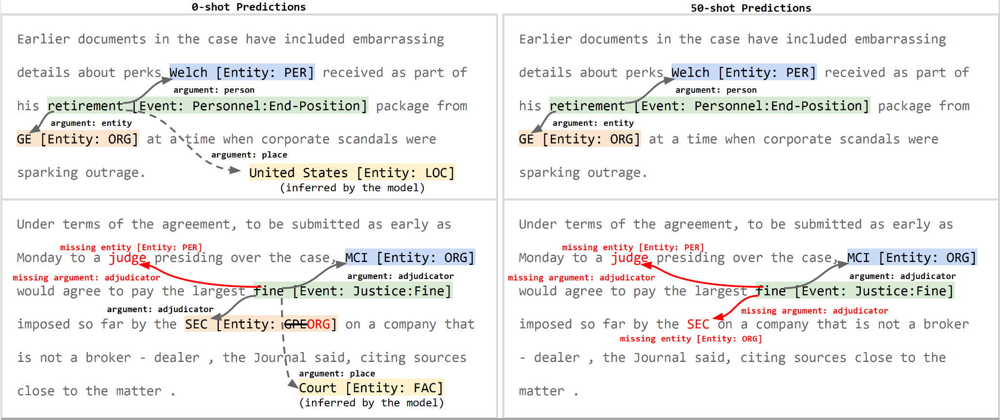 0-shot Predictions
Earlier documents in the case have included embarrassing
details about perks Welch [Entity: PER] received as part of
argument: person
his retirement [Event: Personnel:End-Position] package from
argument: entity
GE [Entity: ORG] at a time when corporate scandals were
argument: place
sparking outrage.
United States [Entity: LOC]
(inferred by the model)
Under terms of the agreement, to be submitted as early as
missing entity [Entity: PER]
Monday to a judge presiding over the case, MCI [Entity: ORG]
missing argument: adjudicator
argument: adjudicator
would agree to pay the largest fine [Event: Justice:Fine]
argument: adjudicator
imposed so far by the SEC [Entity: GPEORG] on a company that
is not a broker - dealer , the Journal said, citing sources
argument: place
close to the matter .
Court [Entity: FAC]
(inferred by the model)
50-shot Predictions
Earlier documents in the case have included embarrassing
details about perks Welch [Entity: PER] received as part of
argument: person
his retirement [Event: Personnel:End-Position] package from
argument: entity
GE [Entity: ORG] at a time when corporate scandals were
sparking outrage.
Under terms of the agreement, to be submitted as early as
missing entity [Entity: PER]
Monday to a judge presiding over the case, MCI [Entity: ORG]
missing argument: adjudicator
argument: adjudicator
would agree to pay the largest fine [Event: Justice:Fine]
missing argument: adjudicator
imposed so far by the SEC on a company that is not a broker
missing entity [Entity: ORG]
- dealer , the Journal said, citing sources close to the
matter .